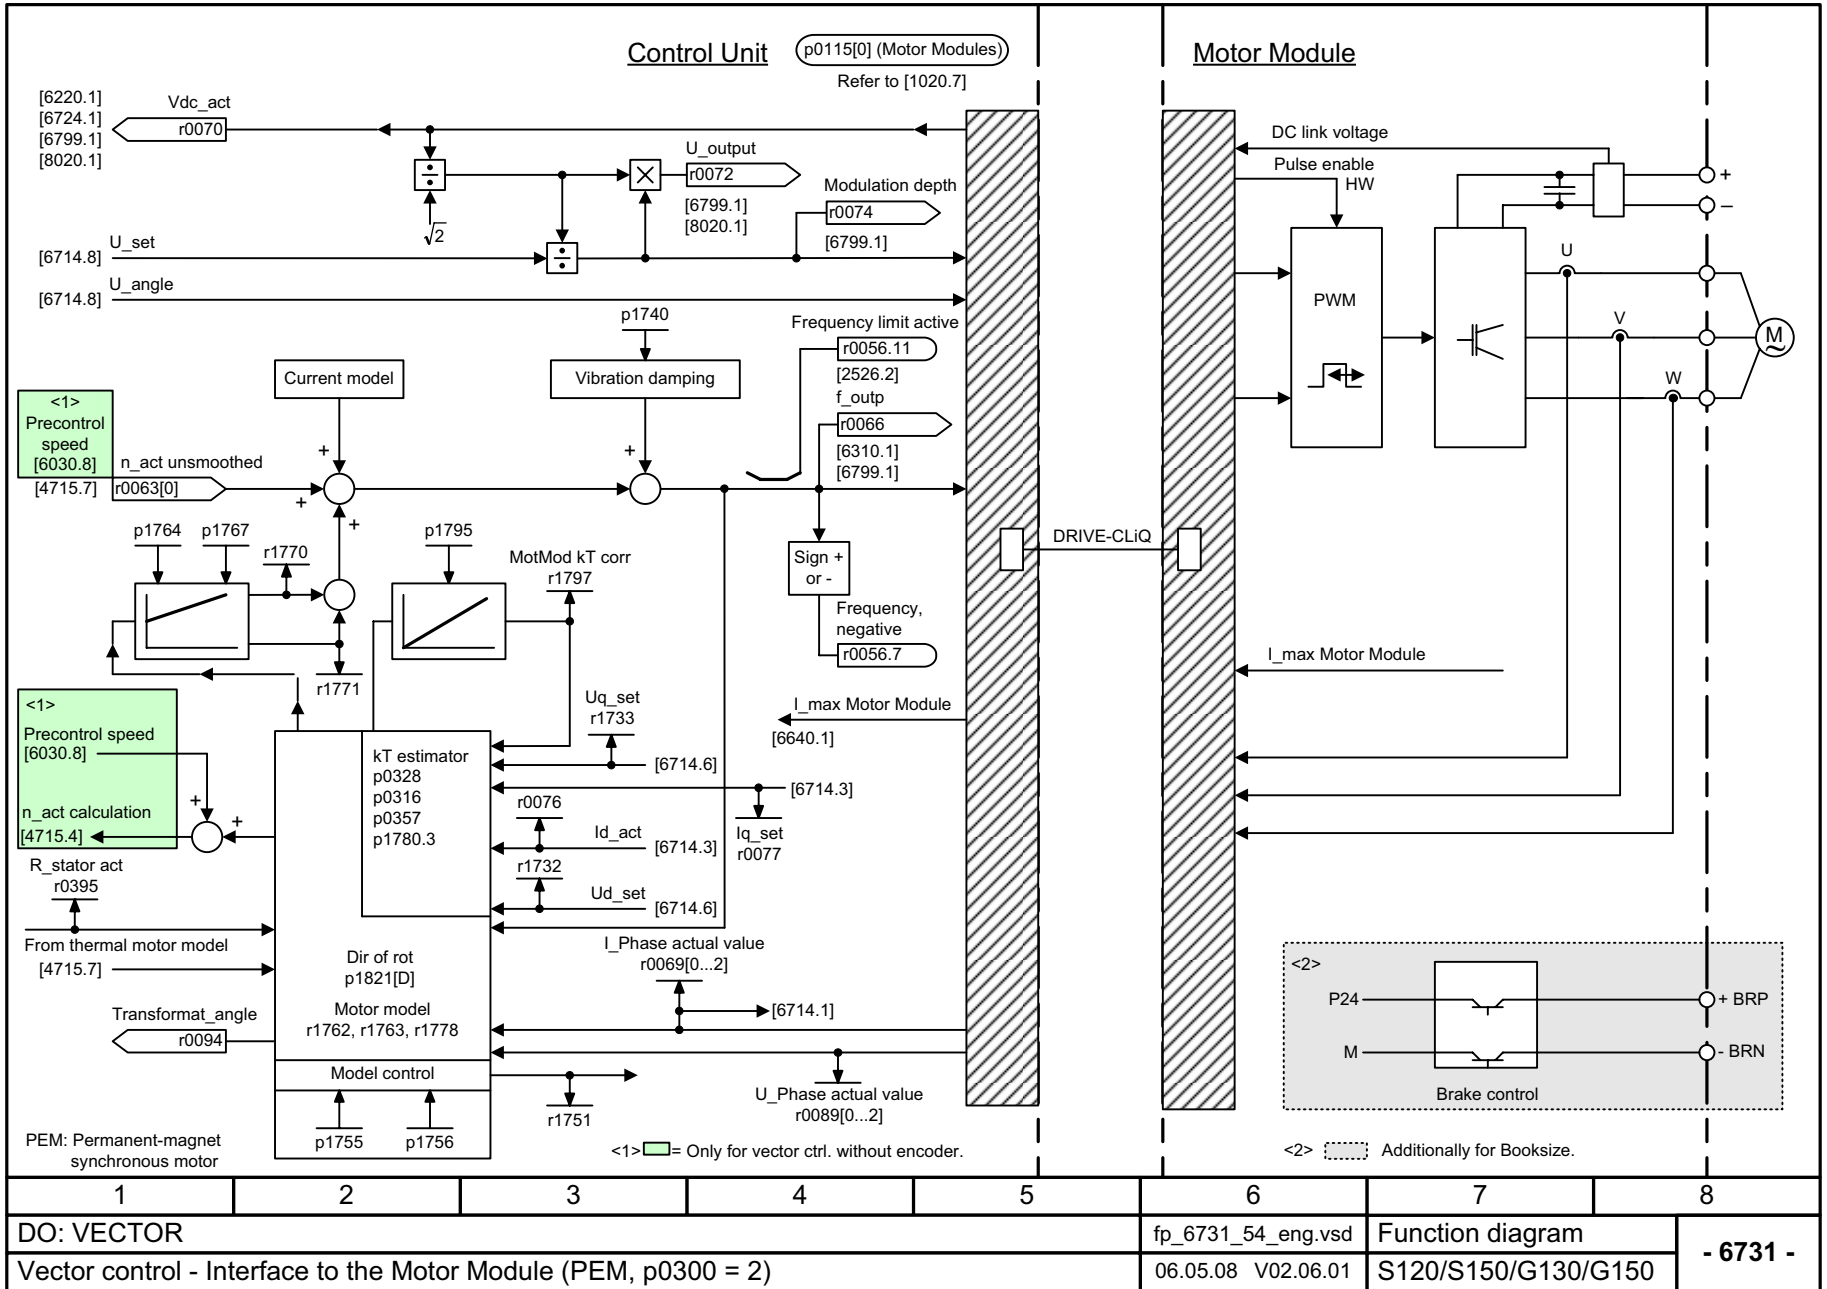 Control Unit
p0115[0] (Motor Modules)
Refer to [1020.7]
Motor Module
[6220.1]
[6724.1]
[6799.1]
[8020.1]
Vdc_act
r0070
÷
√2
×
U_output
r0072
[6799.1]
[8020.1]
Modulation depth
r0074
[6799.1]
[6714.8]
U_set
÷
[6714.8]
U_angle
DC link voltage
Pulse enable
HW
+
–
PWM
U
V
W
M
~
p1740
Frequency limit active
r0056.11
[2526.2]
f_outp
r0066
[6310.1]
[6799.1]
Current model
Vibration damping
<1>
Precontrol
speed
[6030.8]
n_act unsmoothed
[4715.7]
r0063[0]
+
+
+
+
p1764
p1767
r1770
r1771
p1795
MotMod kT corr
r1797
Sign +
or -
Frequency,
negative
r0056.7
DRIVE-CLiQ
I_max Motor Module
I_max Motor Module
[6640.1]
<1>
Precontrol speed
[6030.8]
n_act calculation
[4715.4]
+
+
kT estimator
p0328
p0316
p0357
p1780.3
Uq_set
r1733
[6714.6]
[6714.3]
Iq_set
r0077
r0076
Id_act
[6714.3]
r1732
Ud_set
[6714.6]
R_stator act
r0395
From thermal motor model
[4715.7]
Transformat_angle
r0094
Dir of rot
p1821[D]
Motor model
r1762, r1763, r1778
Model control
p1755
p1756
I_Phase actual value
r0069[0...2]
[6714.1]
U_Phase actual value
r0089[0...2]
r1751
<2>
P24
+ BRP
M
- BRN
Brake control
PEM: Permanent-magnet
synchronous motor
<1> = Only for vector ctrl. without encoder.
<2> Additionally for Booksize.
1 2 3 4 5 6 7 8
DO: VECTOR
fp_6731_54_eng.vsd
Function diagram
- 6731 -
Vector control - Interface to the Motor Module (PEM, p0300 = 2)
06.05.08 V02.06.01
S120/S150/G130/G150